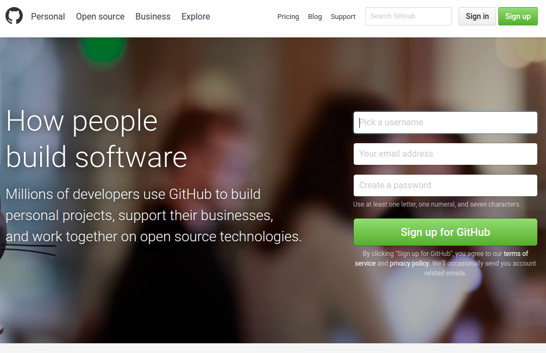 Personal Open source Business Explore Pricing Blog Support Search GitHub Sign in Sign up
How people
build software
Millions of developers use GitHub to build
personal projects, support their businesses,
and work together on open source technologies.
Pick a username
Your email address
Create a password
Use at least one letter, one numeral, and seven characters.
Sign up for GitHub
By clicking "Sign up for GitHub", you agree to our terms of
service and privacy policy. We'll occasionally send you account
related emails.